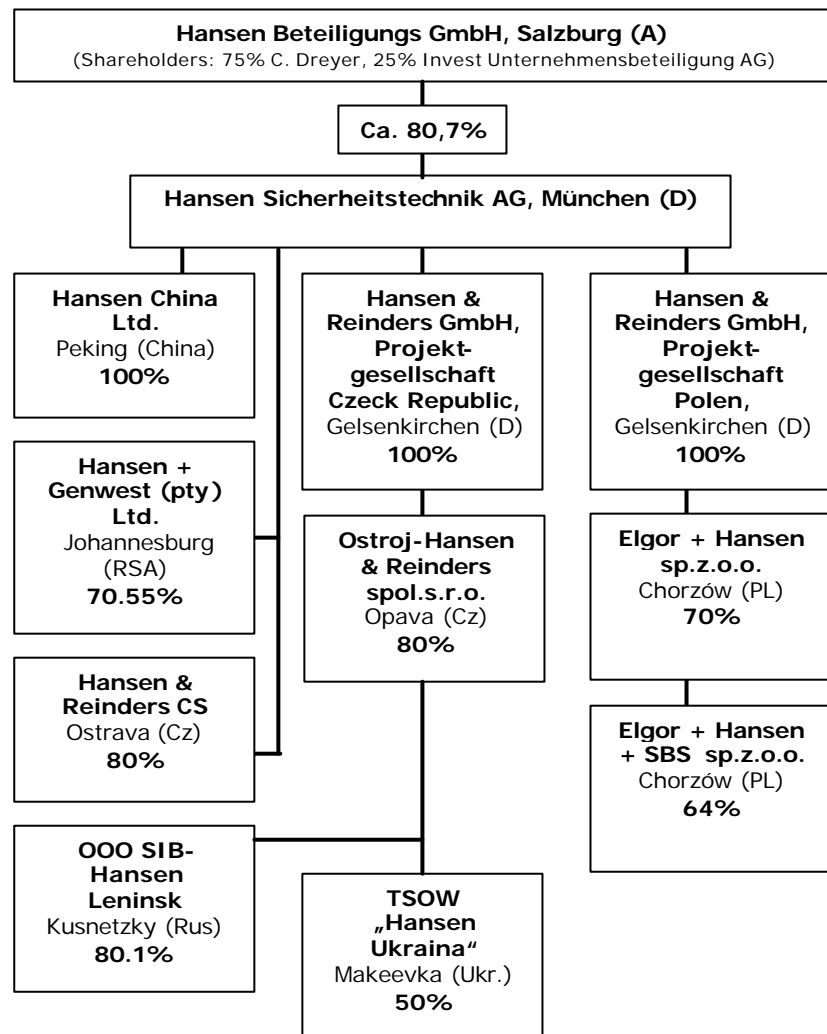 Hansen Beteiligungs GmbH, Salzburg (A)
(Shareholders: 75% C. Dreyer, 25% Invest Unternehmensbeteiligung AG)
Ca. 80,7%
Hansen Sicherheitstechnik AG, München (D)
Hansen China
Ltd.
Peking (China)
100%
Hansen +
Genwest (pty)
Ltd.
Johannesburg
(RSA)
70.55%
Hansen &
Reinders CS
Ostrava (Cz)
80%
OOO SIB-
Hansen
Leninsk
Kusnetzky (Rus)
80.1%
Hansen &
Reinders GmbH,
Projekt-
gesellschaft
Czeck Republic,
Gelsenkirchen (D)
100%
Ostroj-Hansen
& Reinders
spol.s.r.o.
Opava (Cz)
80%
TSOW
„Hansen
Ukraina“
Makeevka (Ukr.)
50%
Hansen &
Reinders GmbH,
Projekt-
gesellschaft
Polen,
Gelsenkirchen (D)
100%
Elgor + Hansen
sp.z.o.o.
Chorzów (PL)
70%
Elgor + Hansen
+ SBS sp.z.o.o.
Chorzów (PL)
64%